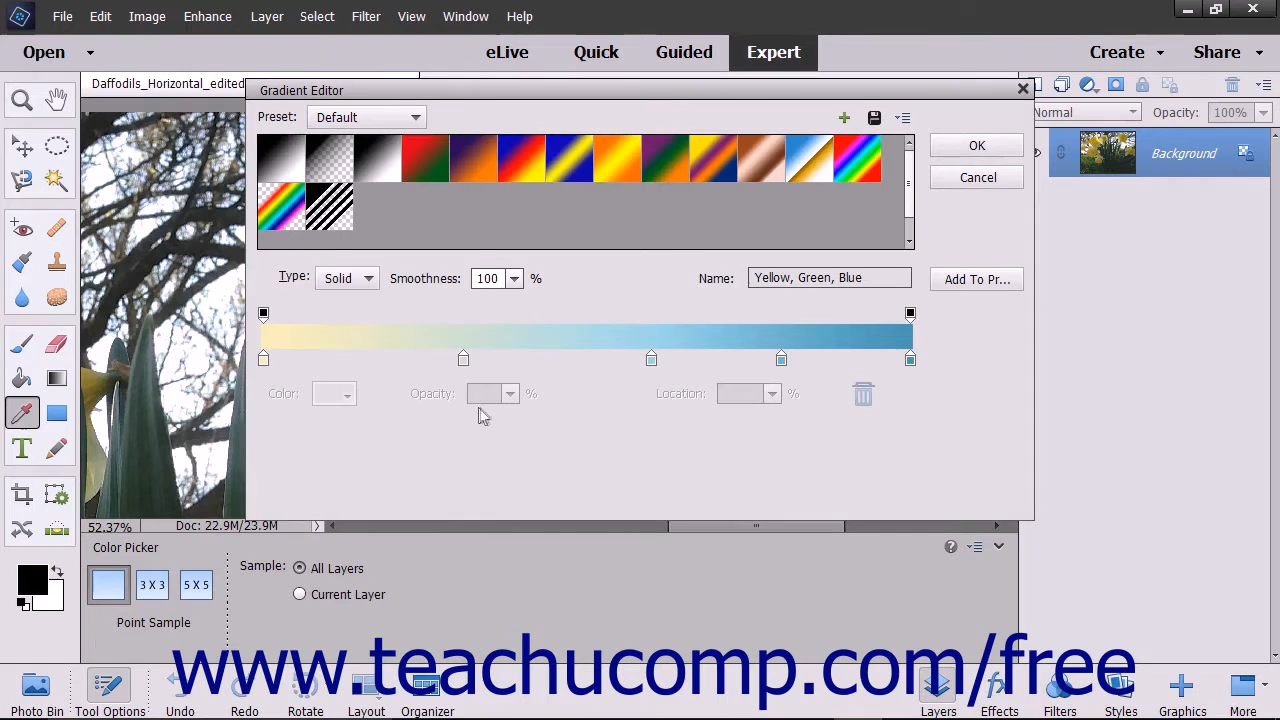 File Edit Image Enhance Layer Select Filter View Window Help
Open eLive Quick Guided Expert Create Share
Daffodils_Horizontal_edited
Gradient Editor
Preset: Default
Normal Opacity: 100%
OK
Cancel
Background
Type: Solid Smoothness: 100 % Name: Yellow, Green, Blue Add To Pr...
Color: Opacity: % Location: %
52.37% Doc: 22.9M/23.9M
Color Picker
Sample: All Layers
3 X 3 5 X 5
Current Layer
Point Sample
www.teachucomp.com/free
Photo Bin Tool Options Undo Redo Rotate Layout Organizer Layers Effects Filters Styles Graphics More